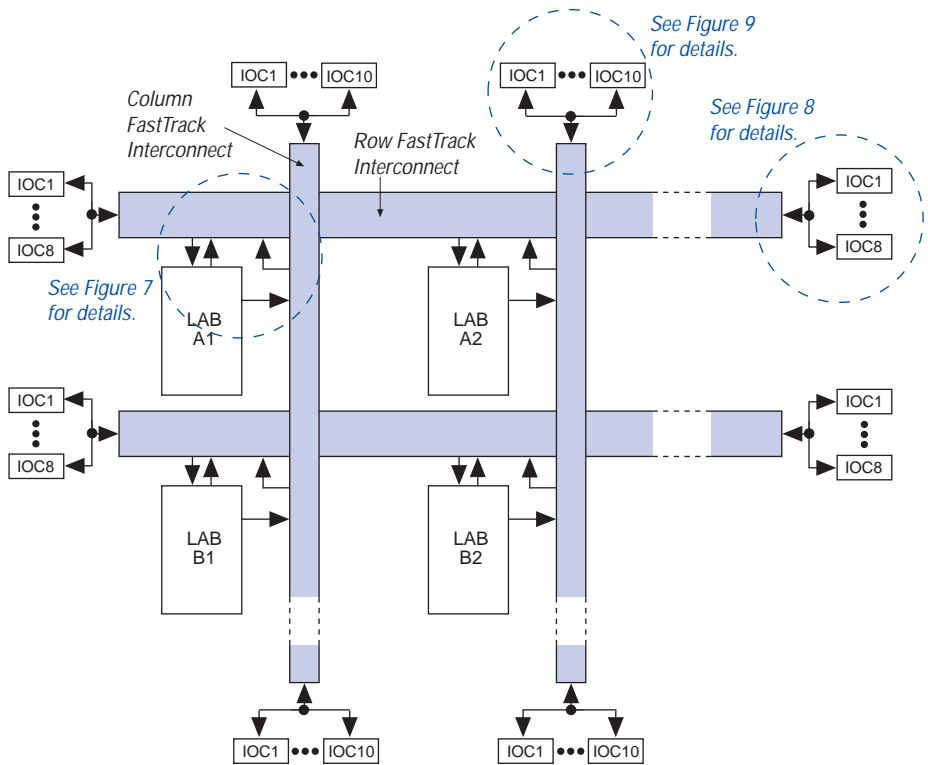 See Figure 9
for details.
IOC1
IOC10
IOC1
IOC10
Column
FastTrack
Interconnect
Row FastTrack
Interconnect
See Figure 8
for details.
IOC1
IOC8
IOC1
IOC8
See Figure 7
for details.
LAB
A1
LAB
A2
IOC1
IOC8
IOC1
IOC8
LAB
B1
LAB
B2
IOC1
IOC10
IOC1
IOC10